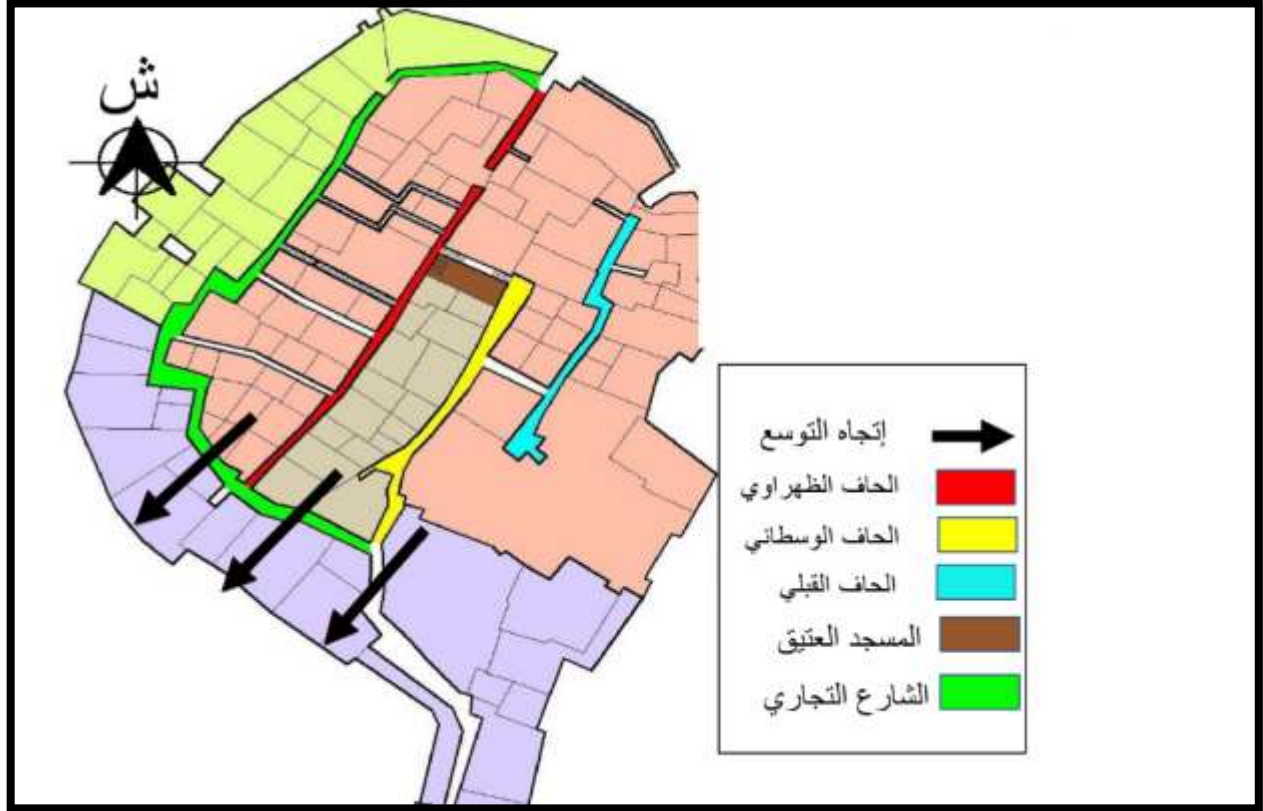 ش
إتجاه التوسع
الحاف الظهراوي
الحاف الوسطاني
الحاف القبلي
المسجد العتيق
الشارع التجاري